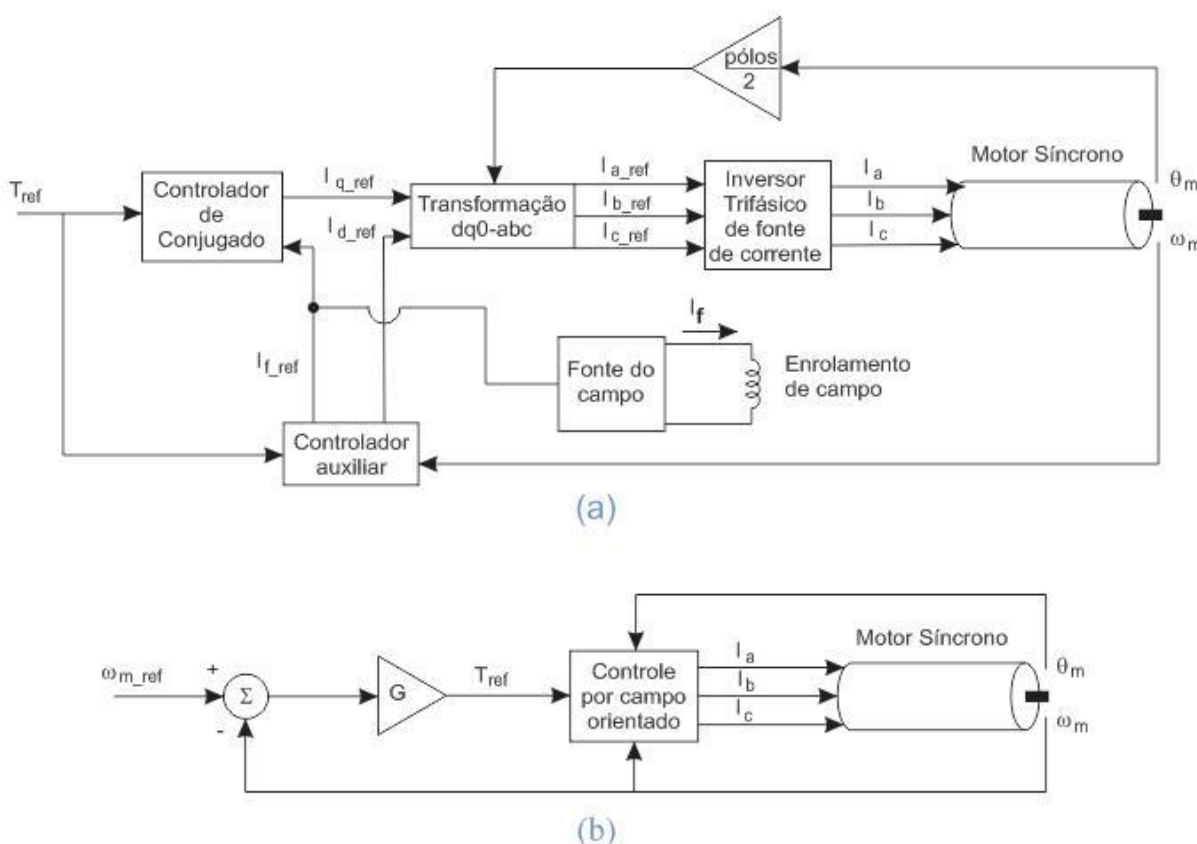 pólos
2
T_ref
Controlador
de
Conjugado
I_q_ref
I_d_ref
Transformação
dq0-abc
I_a_ref
I_b_ref
I_c_ref
Inversor
Trifásico
de fonte
de corrente
I_a
I_b
I_c
Motor Síncrono
θ_m
ω_m
I_f_ref
Fonte do
campo
I_f
Enrolamento
de campo
Controlador
auxiliar
(a)
ω_m_ref
+
-
Σ
G
T_ref
Controle
por campo
orientado
I_a
I_b
I_c
Motor Síncrono
θ_m
ω_m
(b)